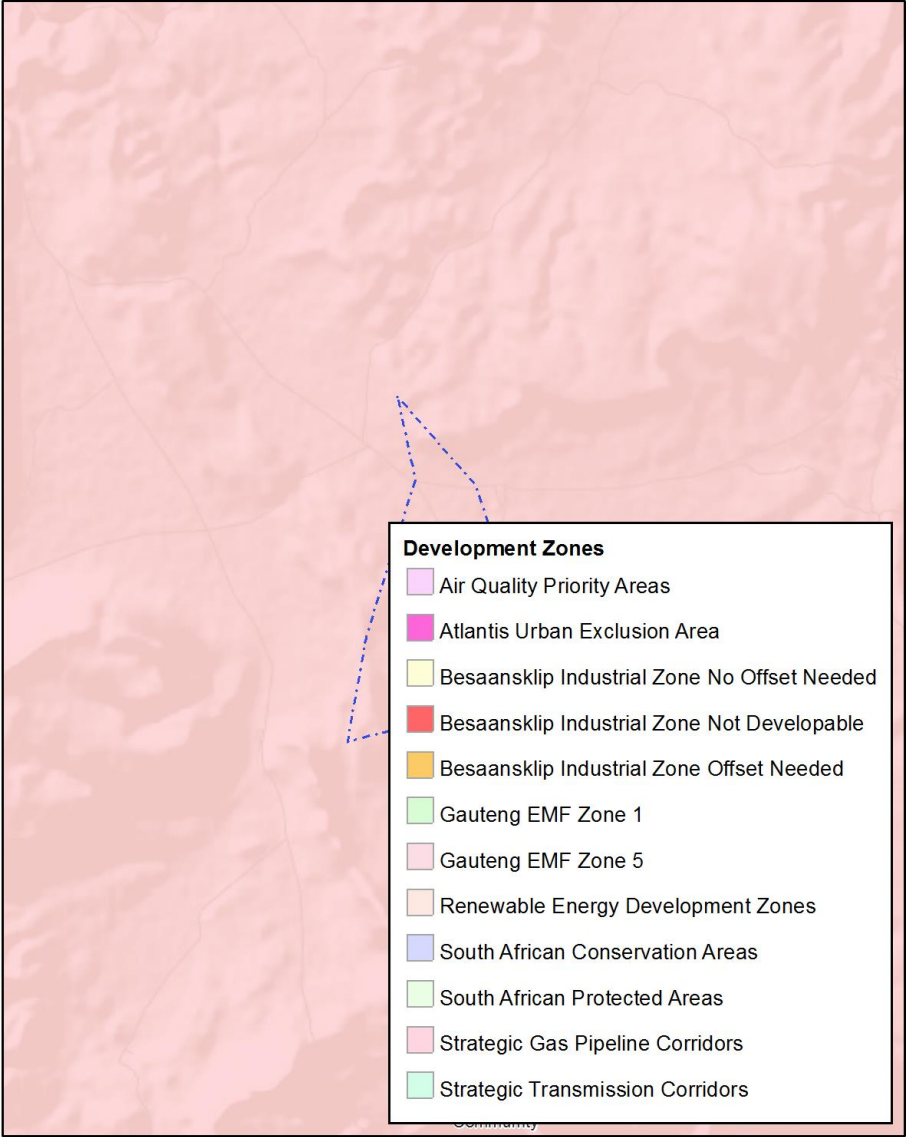 Development Zones
Air Quality Priority Areas
Atlantis Urban Exclusion Area
Besaansklip Industrial Zone No Offset Needed
Besaansklip Industrial Zone Not Developable
Besaansklip Industrial Zone Offset Needed
Gauteng EMF Zone 1
Gauteng EMF Zone 5
Renewable Energy Development Zones
South African Conservation Areas
South African Protected Areas
Strategic Gas Pipeline Corridors
Strategic Transmission Corridors
Community